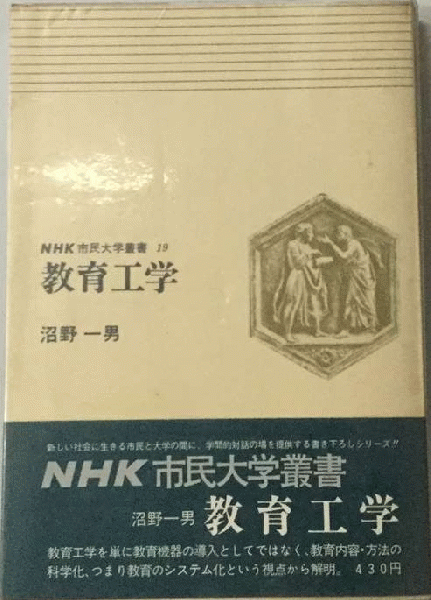 NHK 市民大学叢書 19
教育工学
沼野 一男
新しい社会に生きる市民と大学の間に、学問的対話の場を提供する書き下ろしシリーズ!!
NHK 市民大学叢書
沼野一男 教育工学
教育工学を単に教育機器の導入としてではなく、教育内容・方法の
科学化、つまり教育のシステム化という視点から解明。 430円